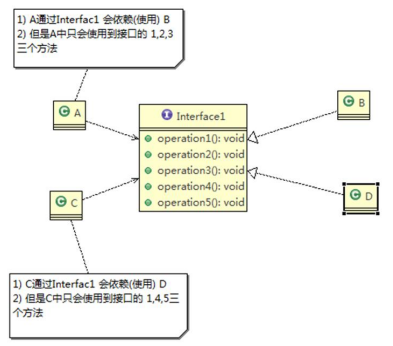 1) A通过Interfac1 会依赖(使用) B
2) 但是A中只会使用到接口的 1,2,3
三个方法
A
Interface1
operation1(): void
operation2(): void
operation3(): void
operation4(): void
operation5(): void
B
C
D
1) C通过Interfac1 会依赖(使用) D
2) 但是C中只会使用到接口的 1,4,5三
个方法